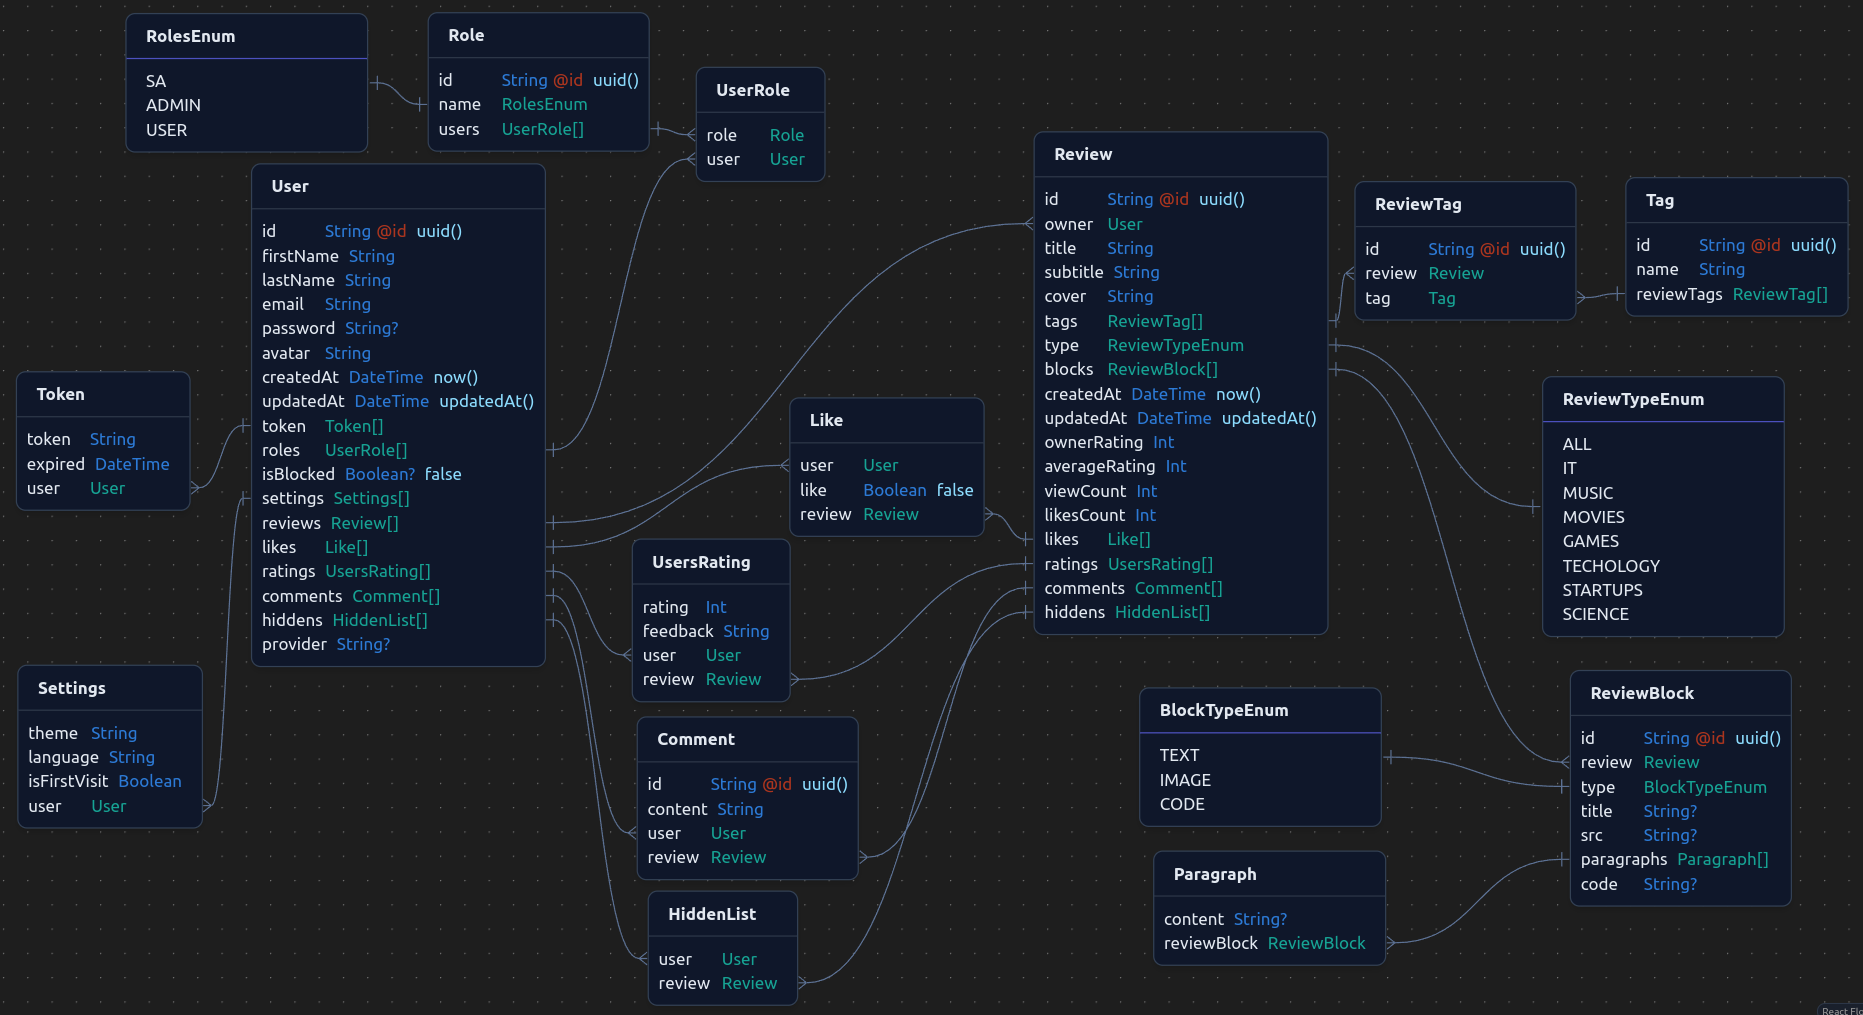 RolesEnum
SA
ADMIN
USER
Role
id String @id uuid()
name RolesEnum
users UserRole[]
UserRole
role Role
user User
User
id String @id uuid()
firstName String
lastName String
email String
password String?
avatar String
createdAt DateTime now()
updatedAt DateTime updatedAt()
token Token[]
roles UserRole[]
isBlocked Boolean? false
settings Settings[]
reviews Review[]
likes Like[]
ratings UsersRating[]
comments Comment[]
hiddens HiddenList[]
provider String?
Token
token String
expired DateTime
user User
Settings
theme String
language String
isFirstVisit Boolean
user User
Like
user User
like Boolean false
review Review
UsersRating
rating Int
feedback String
user User
review Review
Comment
id String @id uuid()
content String
user User
review Review
HiddenList
user User
review Review
Review
id String @id uuid()
owner User
title String
subtitle String
cover String
tags ReviewTag[]
type ReviewTypeEnum
blocks ReviewBlock[]
createdAt DateTime now()
updatedAt DateTime updatedAt()
ownerRating Int
averageRating Int
viewCount Int
likesCount Int
likes Like[]
ratings UsersRating[]
comments Comment[]
hiddens HiddenList[]
ReviewTag
id String @id uuid()
review Review
tag Tag
Tag
id String @id uuid()
name String
reviewTags ReviewTag[]
ReviewTypeEnum
ALL
IT
MUSIC
MOVIES
GAMES
TECHOLOGY
STARTUPS
SCIENCE
BlockTypeEnum
TEXT
IMAGE
CODE
ReviewBlock
id String @id uuid()
review Review
type BlockTypeEnum
title String?
src String?
paragraphs Paragraph[]
code String?
Paragraph
content String?
reviewBlock ReviewBlock
React Flo